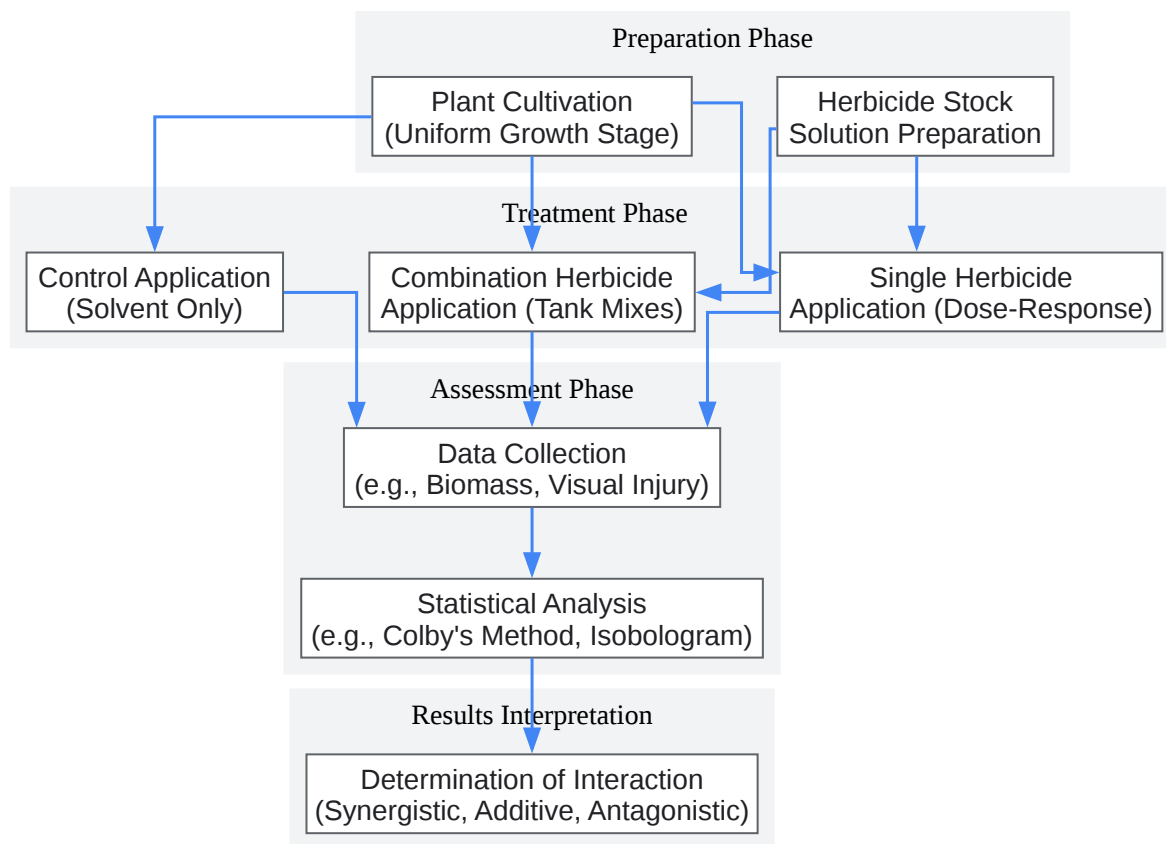 Preparation Phase
Plant Cultivation
(Uniform Growth Stage)
Herbicide Stock
Solution Preparation
Treatment Phase
Control Application
(Solvent Only)
Combination Herbicide
Application (Tank Mixes)
Single Herbicide
Application (Dose-Response)
Assessment Phase
Data Collection
(e.g., Biomass, Visual Injury)
Statistical Analysis
(e.g., Colby's Method, Isobologram)
Results Interpretation
Determination of Interaction
(Synergistic, Additive, Antagonistic)